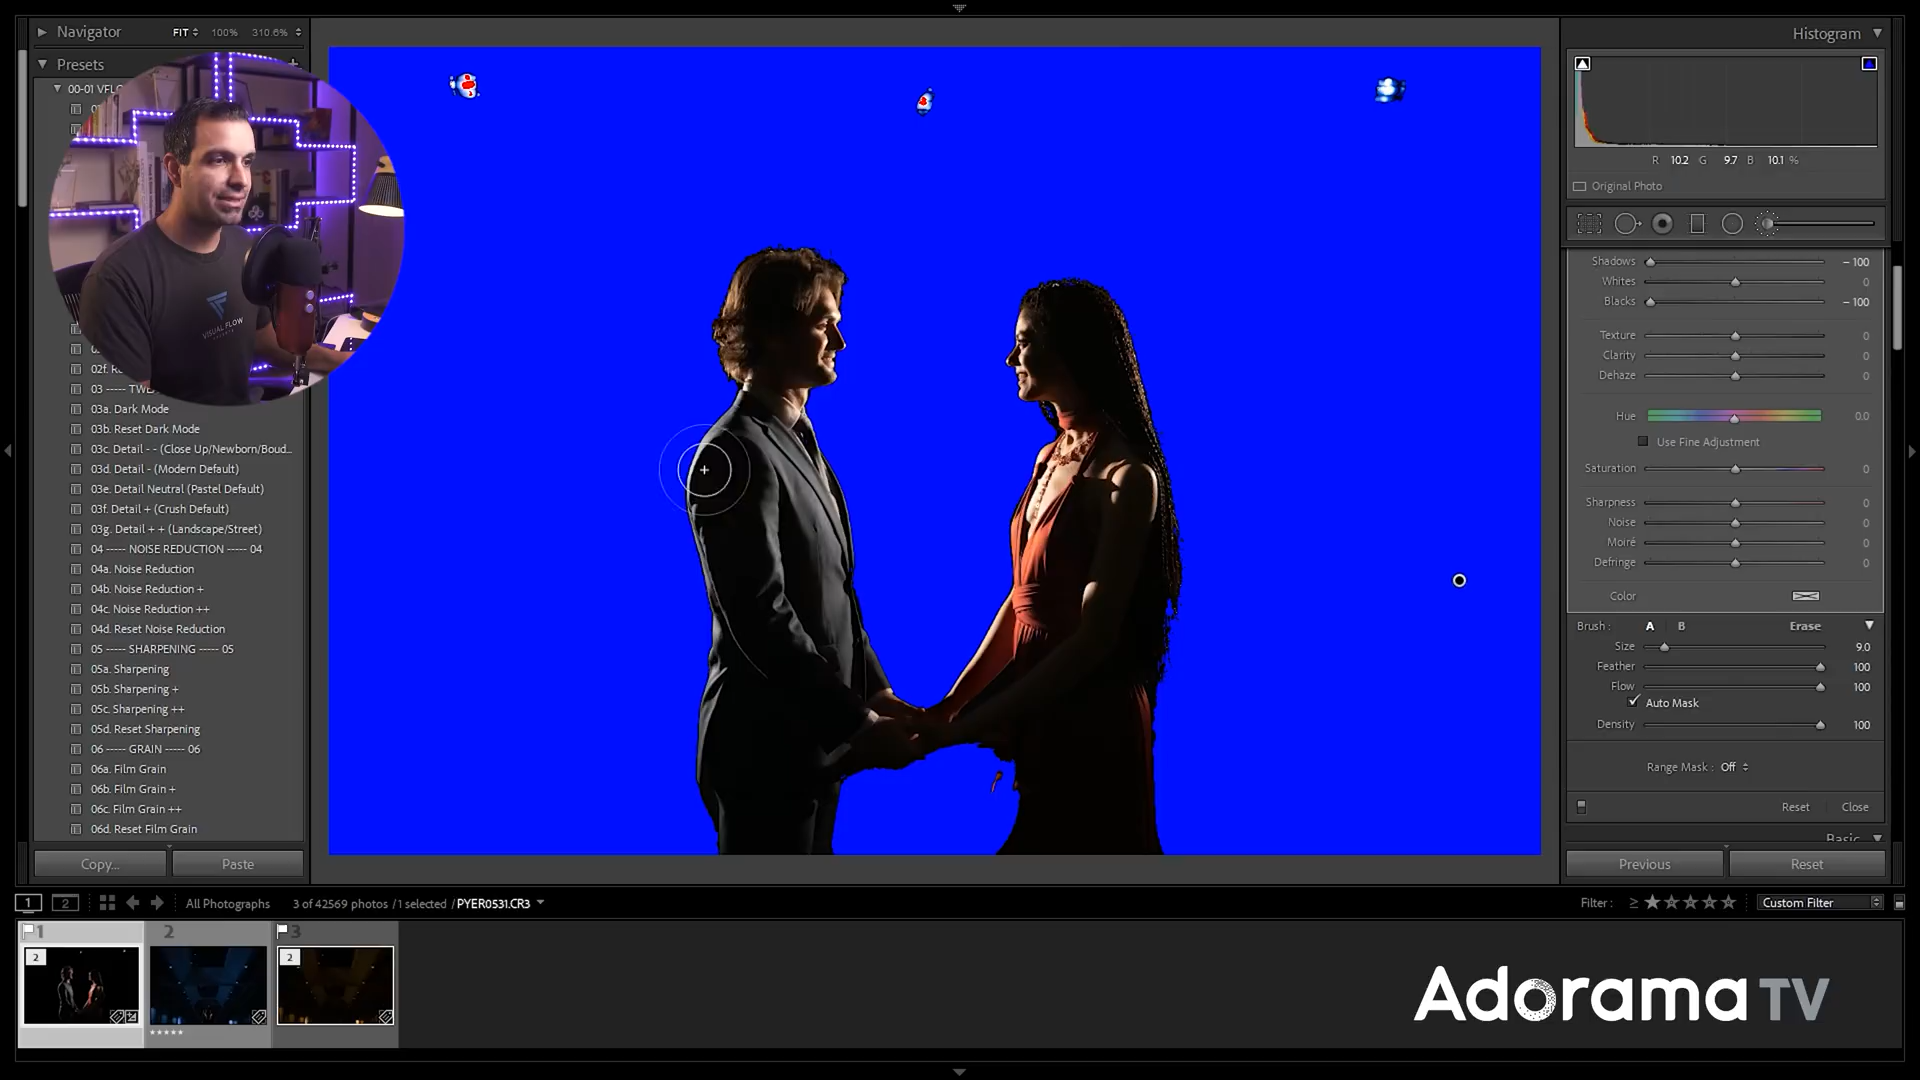 Navigator FIT 100% 310.6%
Histogram
Presets
00-01 VFLO
R 10.2 G 9.7 B 10.1 %
Original Photo
VISUAL FLOW
Shadows - 100
Whites 0
Blacks - 100
Texture 0
Clarity 0
Dehaze 0
Hue 0.0
Use Fine Adjustment
Saturation 0
Sharpness 0
Noise 0
Moiré 0
Defringe 0
Color
Brush : A B Erase
Size 9.0
Feather 100
Flow 100
Auto Mask
Density 100
Range Mask : Off
Reset Close
Basic
03 ----- TWE
03a. Dark Mode
03b. Reset Dark Mode
03c. Detail - - (Close Up/Newborn/Boud...
03d. Detail - (Modern Default)
03e. Detail Neutral (Pastel Default)
03f. Detail + (Crush Default)
03g. Detail + + (Landscape/Street)
04 ----- NOISE REDUCTION ----- 04
04a. Noise Reduction
04b. Noise Reduction +
04c. Noise Reduction ++
04d. Reset Noise Reduction
05 ----- SHARPENING ----- 05
05a. Sharpening
05b. Sharpening +
05c. Sharpening ++
05d. Reset Sharpening
06 ----- GRAIN ----- 06
06a. Film Grain
06b. Film Grain +
06c. Film Grain ++
06d. Reset Film Grain
Copy... Paste
Previous Reset
1 2 All Photographs 3 of 42569 photos / 1 selected / PYER0531.CR3
Filter : ≥ ★★★★★ Custom Filter
1 2 3
2 2
Adorama TV